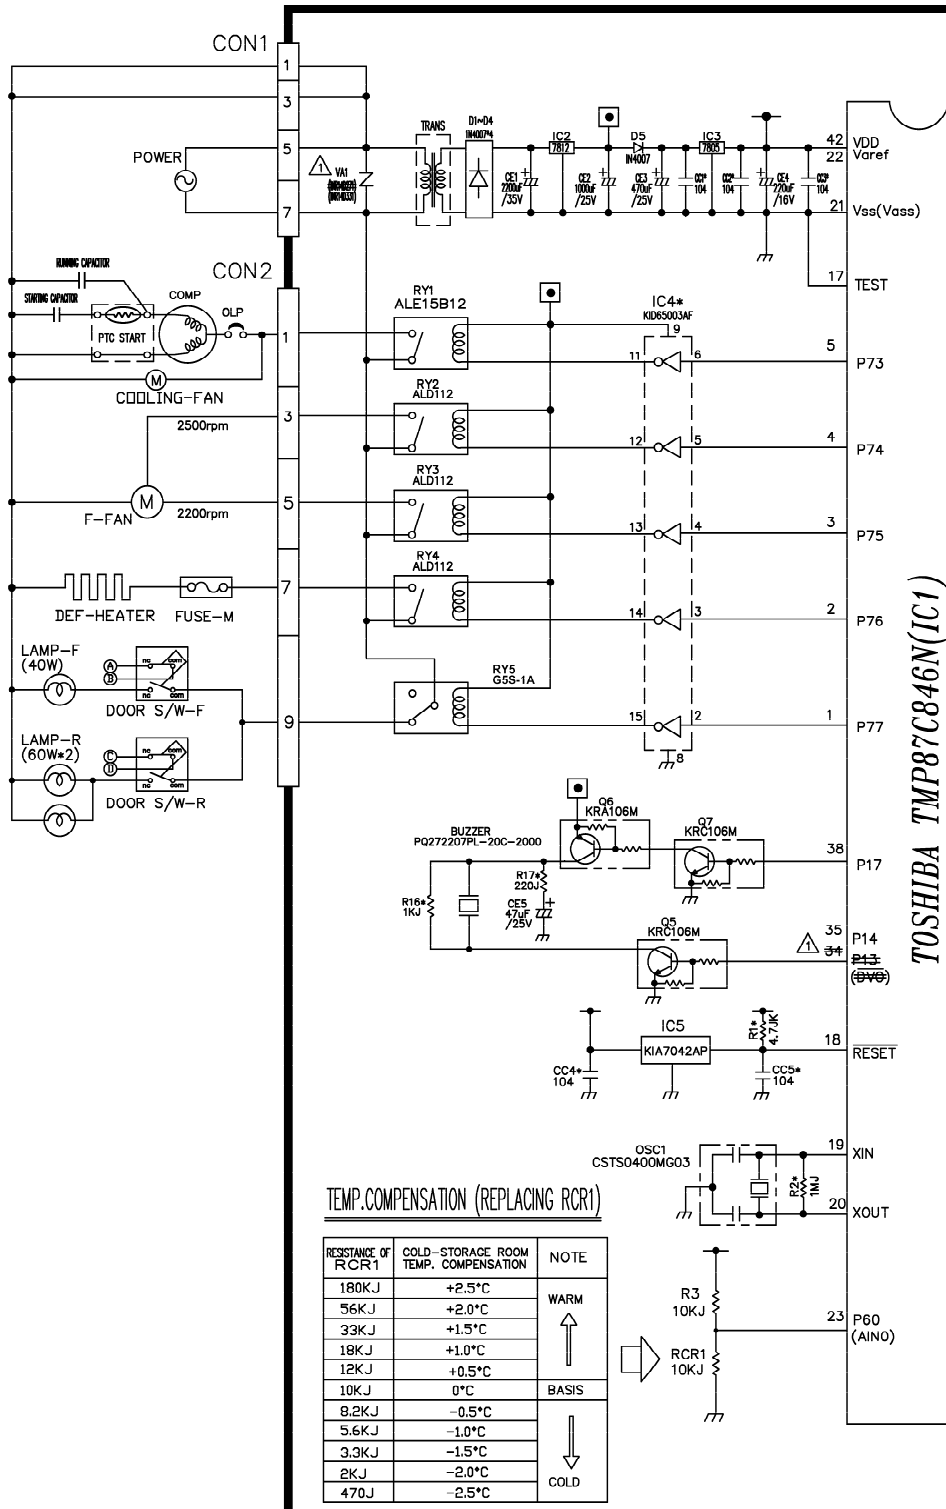 CON1
1
3
5
7
POWER
1
VA1
TRANS
D1~D4
1N4007*4
CE1
2200uF
/35V
IC2
7812
CE2
1000uF
/25V
D5
1N4007
CE3
470uF
/25V
CC1*
104
IC3
7805
CC2*
104
CE4
220uF
/16V
CC3*
104
42
22
VDD
Varef
21
Vss(Vass)
17
TEST
CON2
RUNNING CAPACITOR
STARTING CAPACITOR
PTC START
COMP
OLP
M
COOLING-FAN
1
3
5
7
9
2500rpm
M
F-FAN
2200rpm
DEF-HEATER
FUSE-M
LAMP-F
(40W)
A
B
nc
com
nc
com
DOOR S/W-F
LAMP-R
(60W*2)
C
D
nc
com
nc
com
DOOR S/W-R
RY1
ALE15B12
RY2
ALD112
RY3
ALD112
RY4
ALD112
RY5
G5S-1A
IC4*
KID65003AF
9
11
6
5
P73
12
5
4
P74
13
4
3
P75
14
3
2
P76
15
2
1
P77
8
TOSHIBA TMP87C846N(IC1)
BUZZER
PQ272207PL-20C-2000
Q6
KRA106M
Q7
KRC106M
38
P17
R16*
1KJ
R17*
220J
CE5
47uF
/25V
Q5
KRC106M
1
35
34
P14
P13
(DVO)
IC5
KIA7042AP
CC4*
104
R1*
4.7JK
CC5*
104
18
RESET
OSC1
CSTS0400MG03
R2*
1MJ
19
XIN
20
XOUT
R3
10KJ
RCR1
10KJ
23
P60
(AIN0)
TEMP.COMPENSATION (REPLACING RCR1)
RESISTANCE OF RCR1
COLD-STORAGE ROOM TEMP. COMPENSATION
NOTE
180KJ +2.5°C
56KJ +2.0°C
WARM
33KJ +1.5°C
18KJ +1.0°C
12KJ +0.5°C
10KJ 0°C BASIS
8.2KJ -0.5°C
5.6KJ -1.0°C
3.3KJ -1.5°C
2KJ -2.0°C
COLD
470J -2.5°C